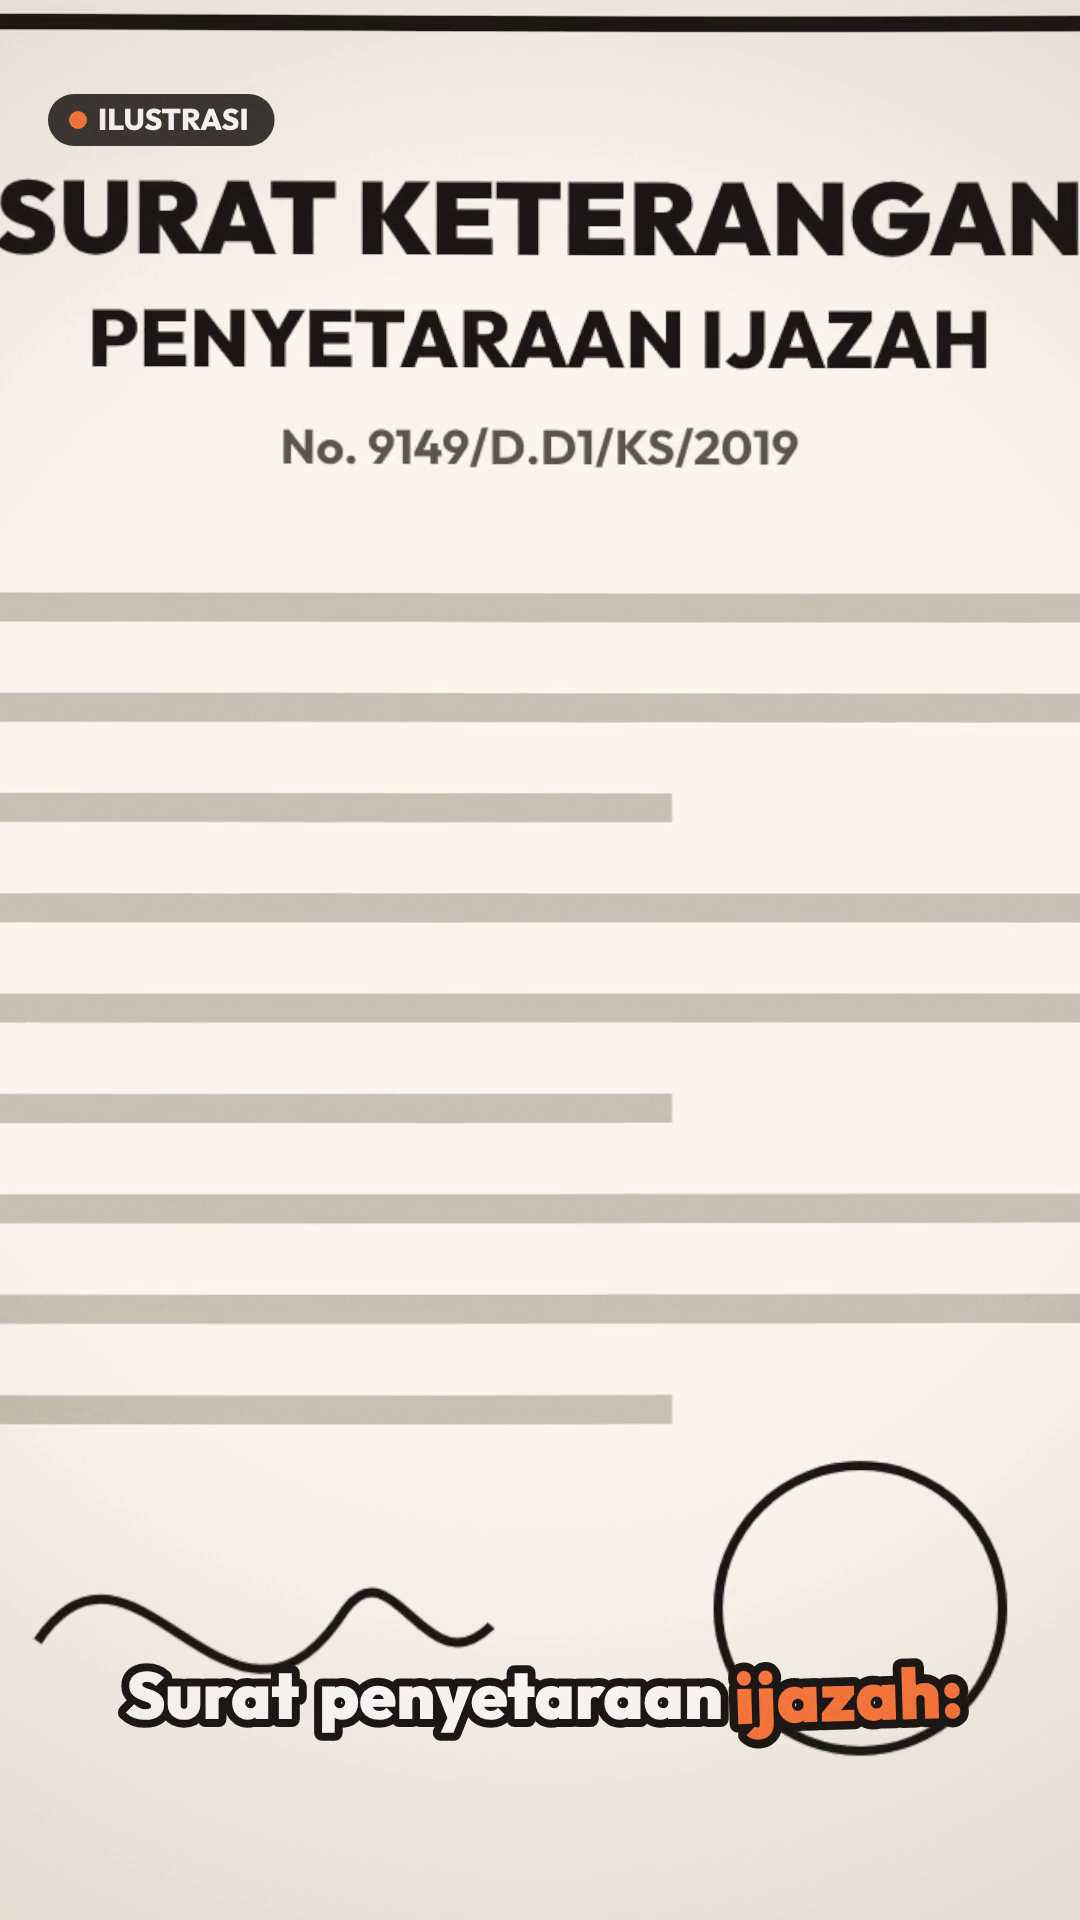 ILUSTRASI
SURAT KETERANGAN
PENYETARAAN IJAZAH
No. 9149/D.D1/KS/2019
Surat penyetaraan ijazah: